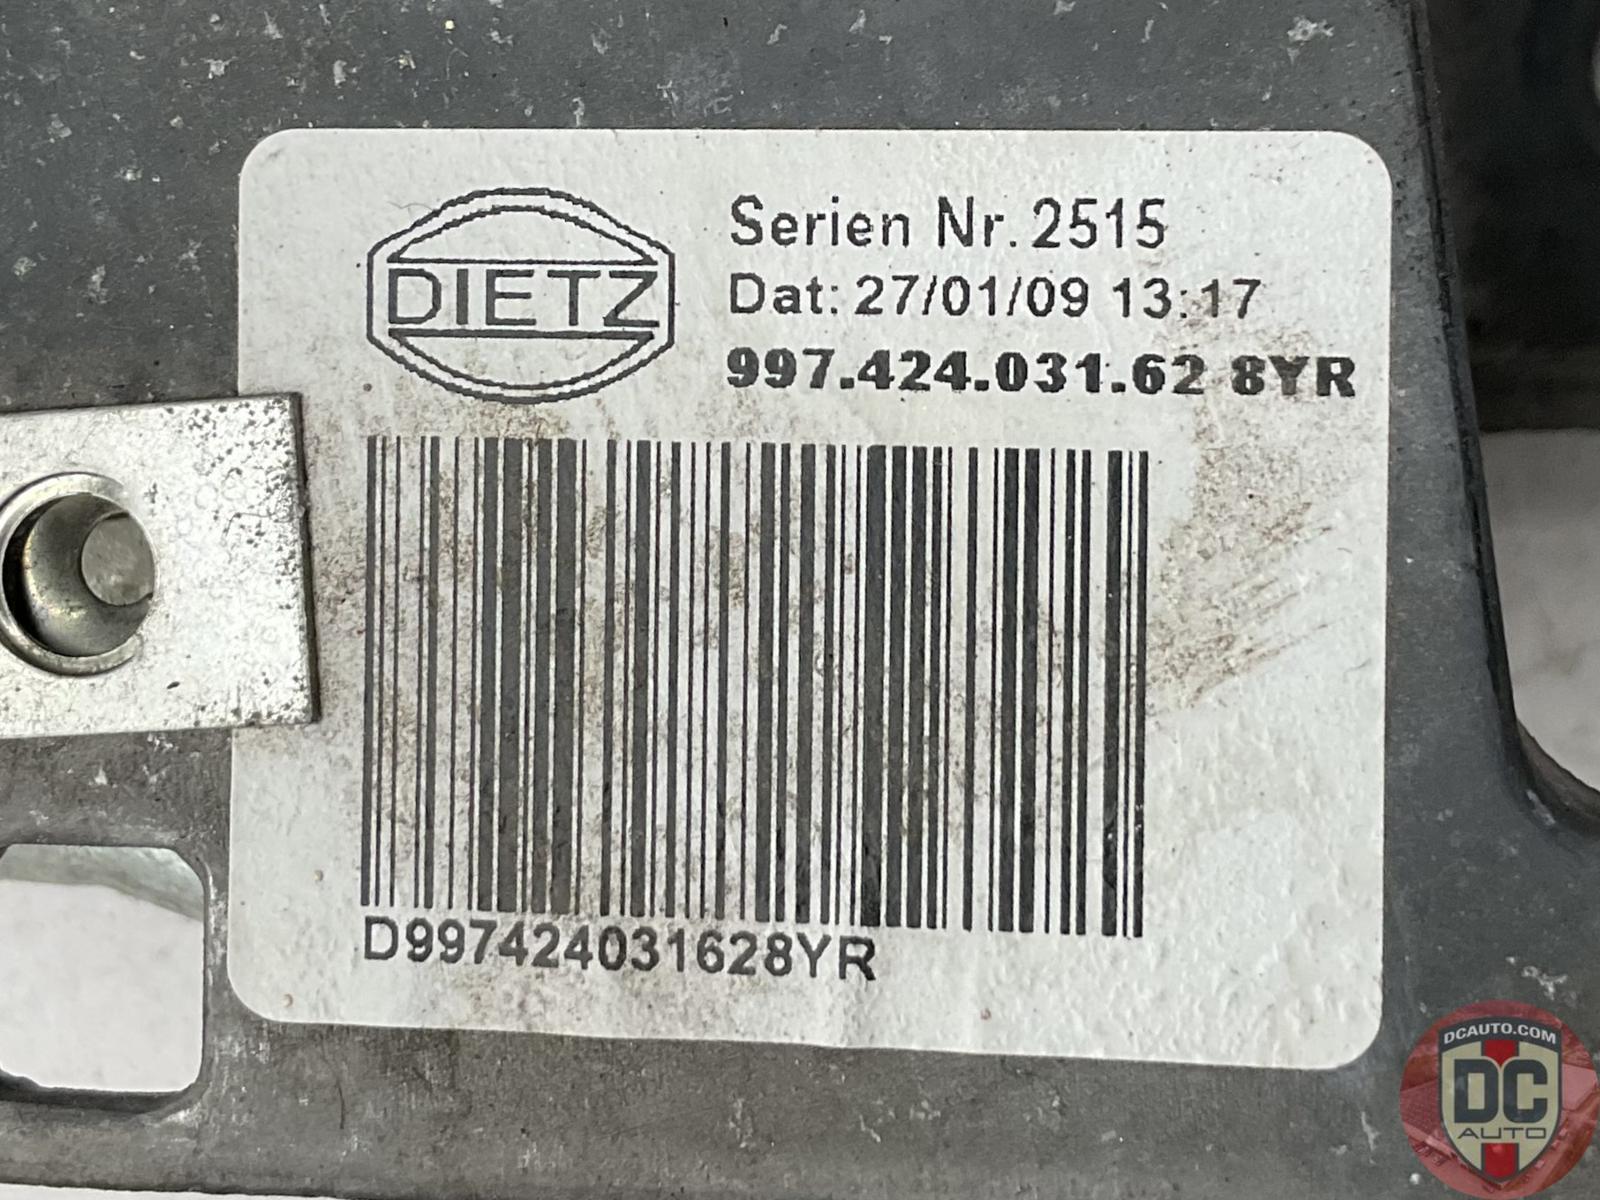 DIETZ
Serien Nr. 2515
Dat: 27/01/09 13:17
997.424.031.62 8YR
D997424031628YR
DCAUTO.COM
DC
AUTO